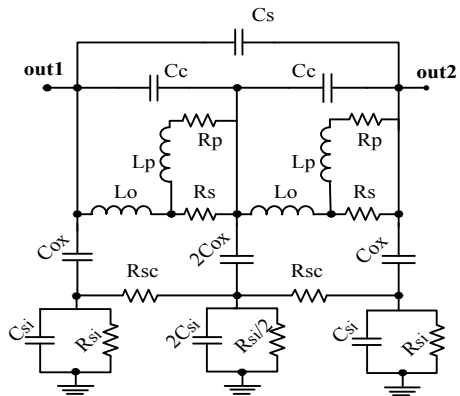 Cs
out1
Cc
Cc
out2
Rp
Rp
Lp
Lp
Lo
Rs
Lo
Rs
Cox
2Cox
Cox
Rsc
Rsc
Csi
Rsi
2Csi
Rsi/2
Csi
Rsi